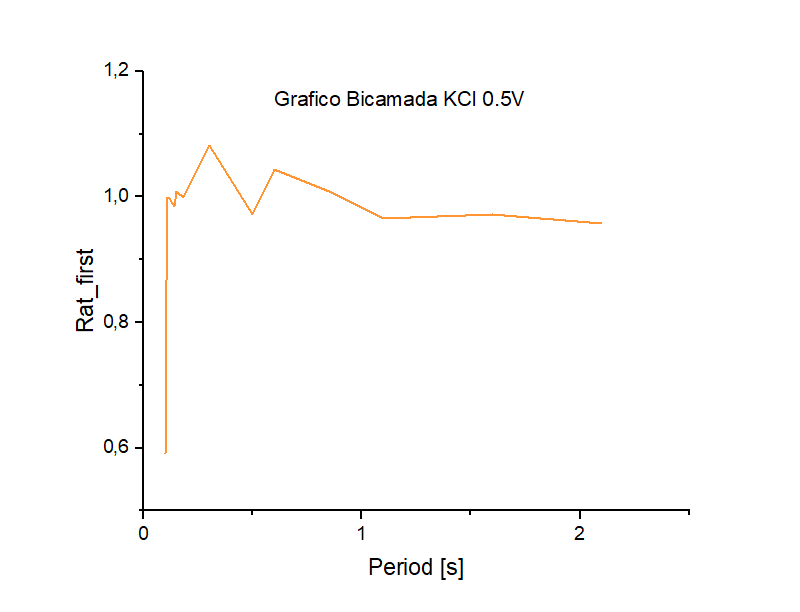 Grafico Bicamada KCl 0.5V
1,2
1,0
0,8
0,6
Rat_first
0
1
2
Period [s]